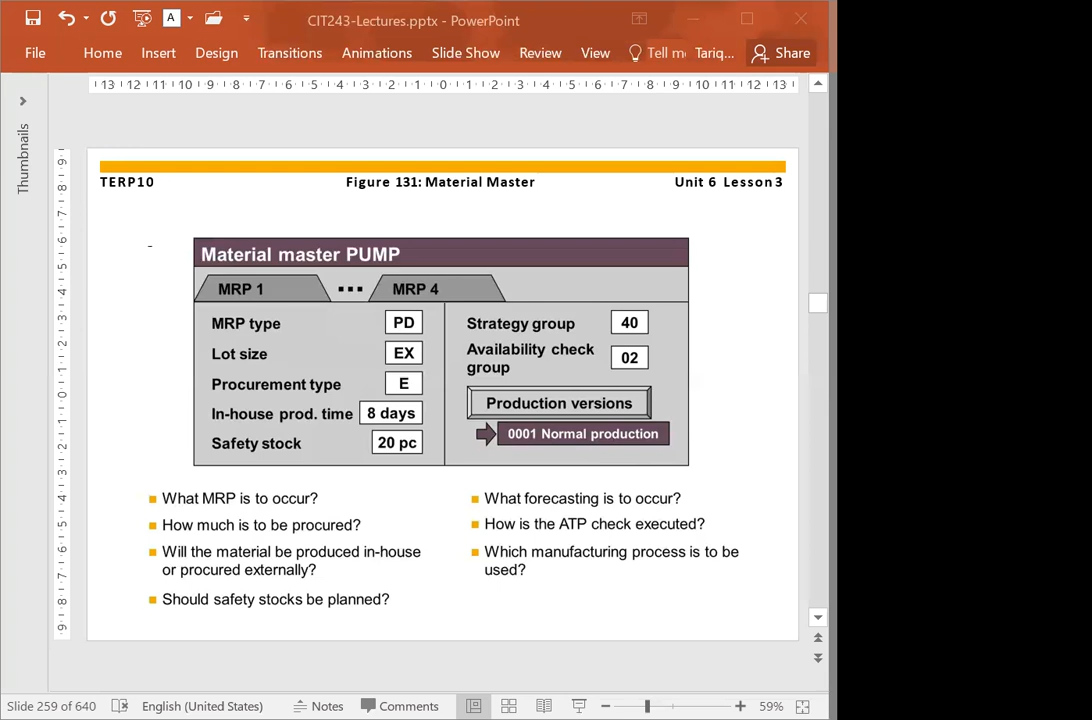 CIT243-Lectures.pptx - PowerPoint
File Home Insert Design Transitions Animations Slide Show Review View Tell me Tariq... Share
Thumbnails
TERP10 Figure 131: Material Master Unit 6 Lesson 3
Material master PUMP
MRP 1 ... MRP 4
MRP type PD
Lot size EX
Procurement type E
In-house prod. time 8 days
Safety stock 20 pc
Strategy group 40
Availability check
group 02
Production versions
0001 Normal production
What MRP is to occur?
How much is to be procured?
Will the material be produced in-house
or procured externally?
Should safety stocks be planned?
What forecasting is to occur?
How is the ATP check executed?
Which manufacturing process is to be
used?
Slide 259 of 640 English (United States) Notes Comments 59%